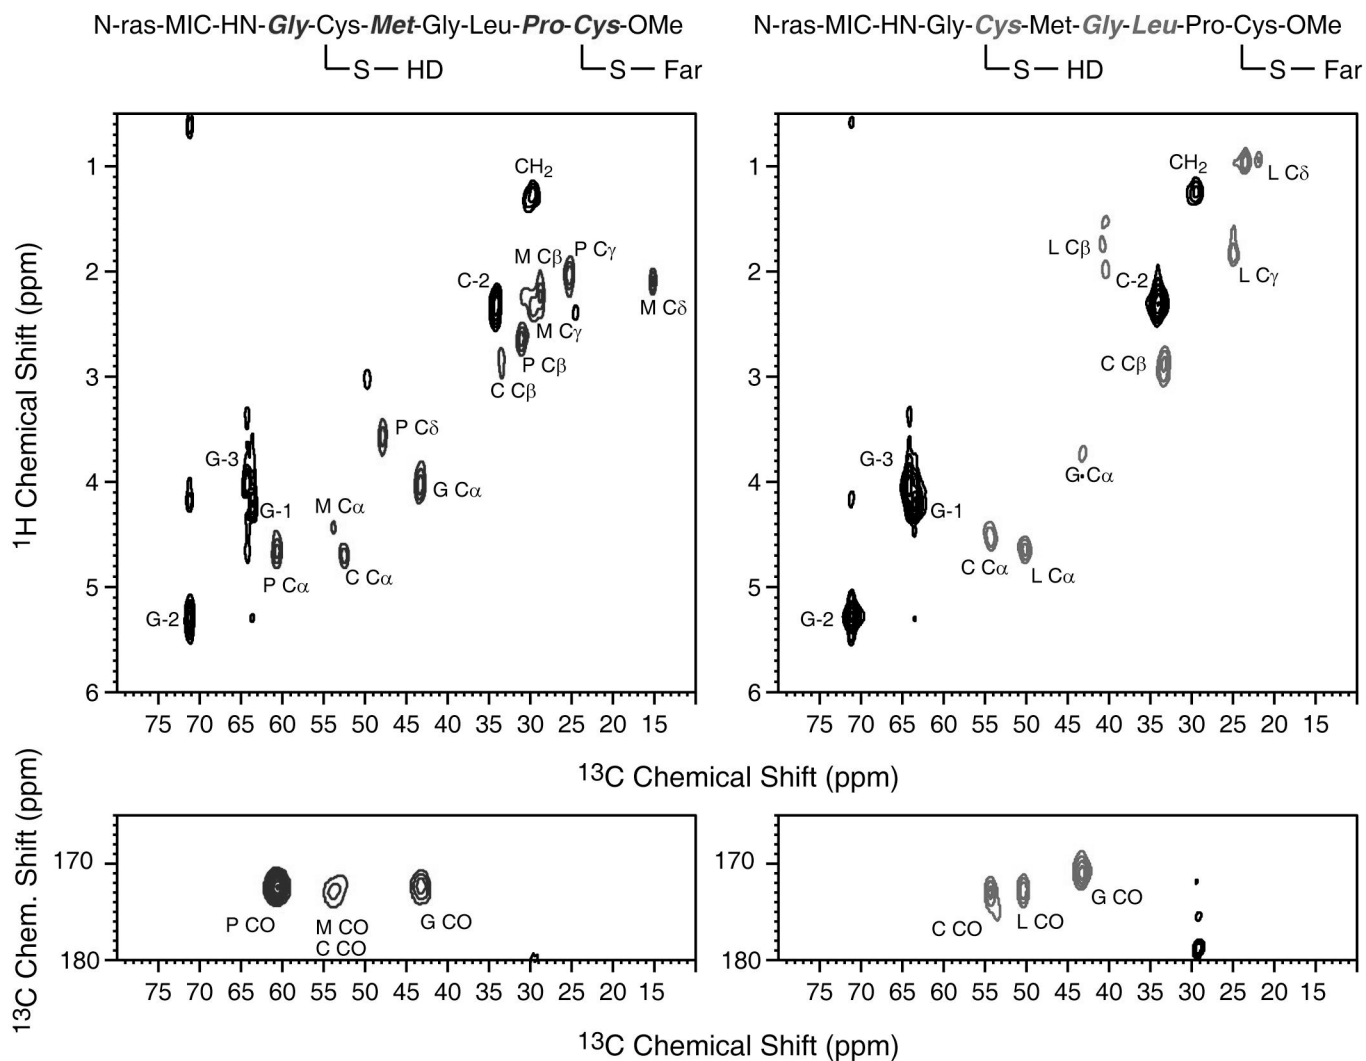 N-ras-MIC-HN-Gly-Cys-Met-Gly-Leu-Pro-Cys-OMe
S — HD
S — Far
N-ras-MIC-HN-Gly-Cys-Met-Gly-Leu-Pro-Cys-OMe
S — HD
S — Far
¹H Chemical Shift (ppm)
1
2
3
4
5
6
CH₂
M Cβ
P Cγ
C-2
M Cδ
M Cγ
P Cβ
C Cβ
P Cδ
G-3
G Cα
M Cα
G-1
C Cα
P Cα
G-2
75 70 65 60 55 50 45 40 35 30 25 20 15
1
2
3
4
5
6
CH₂
L Cδ
L Cβ
L Cγ
C-2
C Cβ
G-3
G Cα
G-1
C Cα
L Cα
G-2
75 70 65 60 55 50 45 40 35 30 25 20 15
¹³C Chemical Shift (ppm)
¹³C Chem. Shift (ppm)
170
180
P CO
M CO
C CO
G CO
75 70 65 60 55 50 45 40 35 30 25 20 15
170
180
C CO
L CO
G CO
75 70 65 60 55 50 45 40 35 30 25 20 15
¹³C Chemical Shift (ppm)